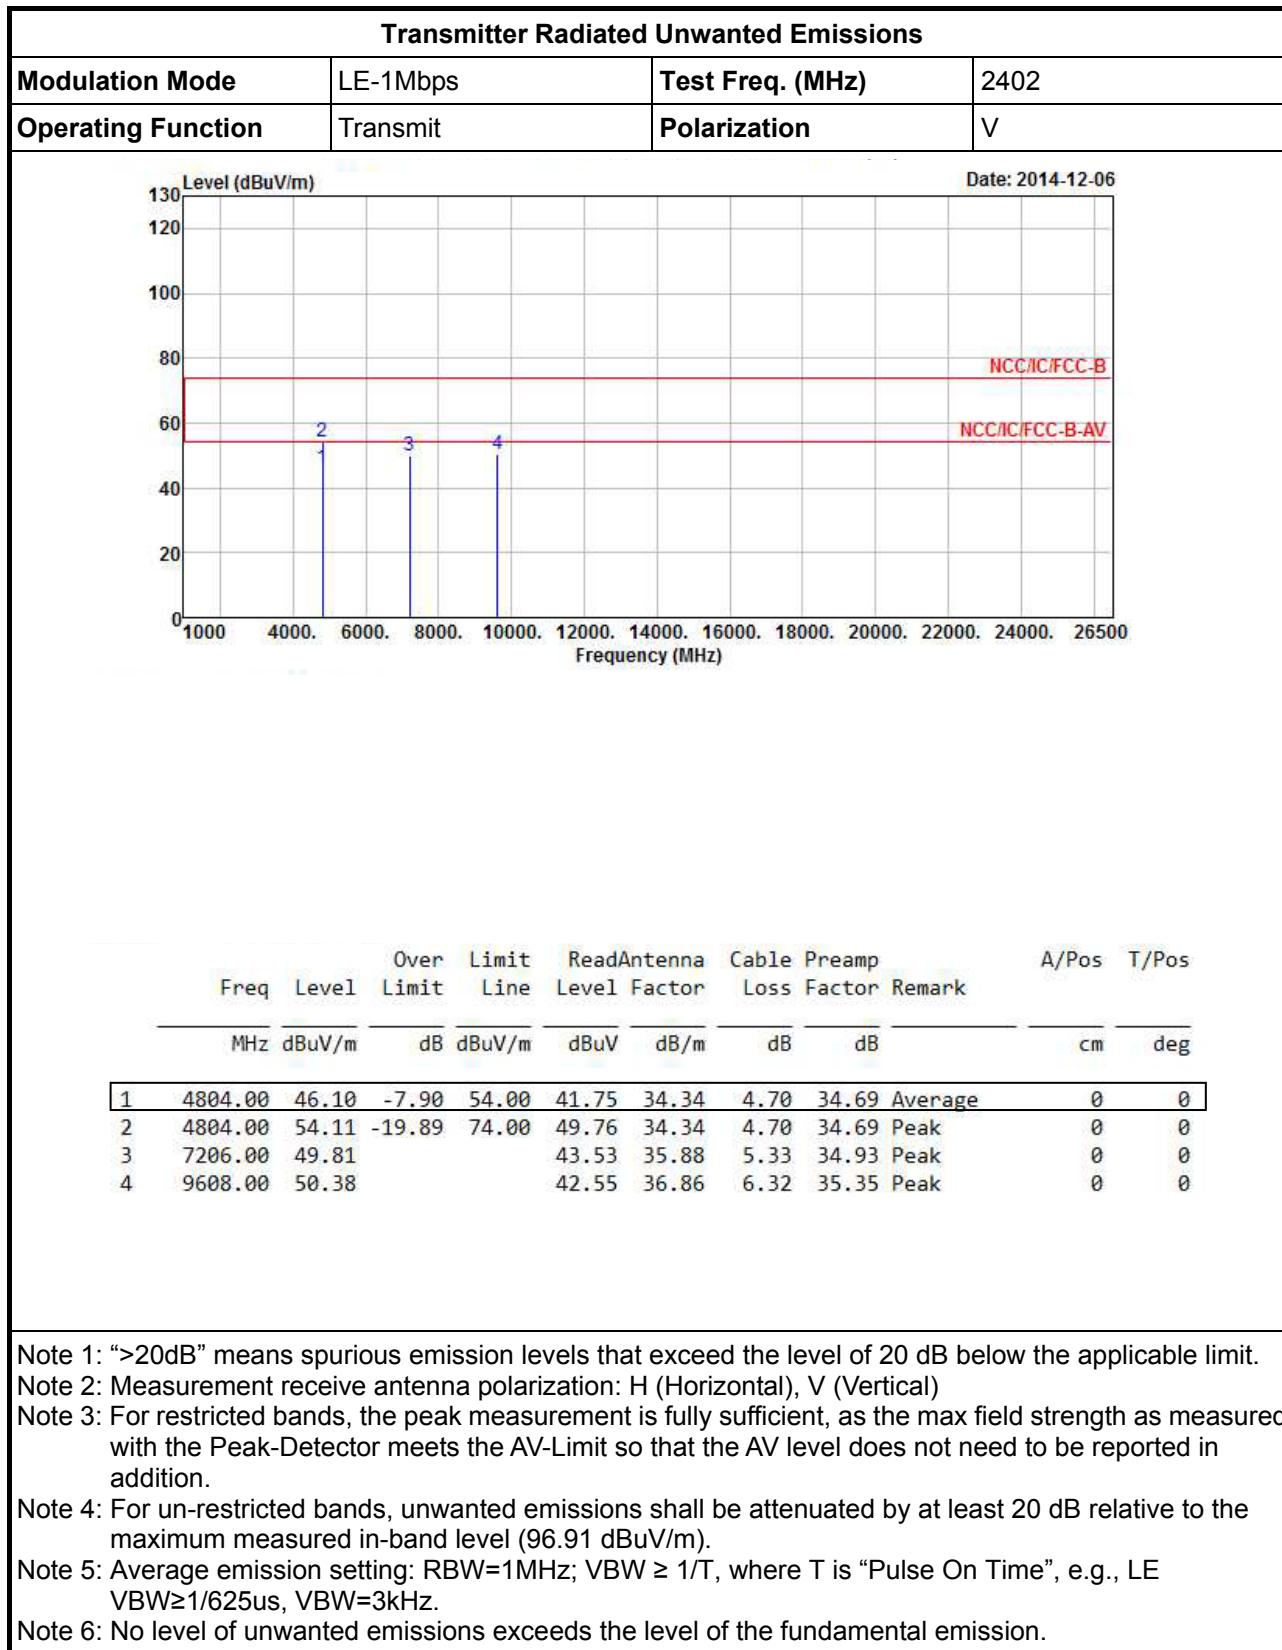 Transmitter Radiated Unwanted Emissions
Modulation Mode LE-1Mbps Test Freq. (MHz) 2402
Operating Function Transmit Polarization V
Level (dBuV/m) Date: 2014-12-06
130
120
100
80
60
40
20
0
NCC/IC/FCC-B
NCC/IC/FCC-B-AV
2
3
4
1000 4000. 6000. 8000. 10000. 12000. 14000. 16000. 18000. 20000. 22000. 24000. 26500
Frequency (MHz)
Over Limit ReadAntenna Cable Preamp A/Pos T/Pos
Freq Level Limit Line Level Factor Loss Factor Remark
MHz dBuV/m dB dBuV/m dBuV dB/m dB dB cm deg
1 4804.00 46.10 -7.90 54.00 41.75 34.34 4.70 34.69 Average 0 0
2 4804.00 54.11 -19.89 74.00 49.76 34.34 4.70 34.69 Peak 0 0
3 7206.00 49.81 43.53 35.88 5.33 34.93 Peak 0 0
4 9608.00 50.38 42.55 36.86 6.32 35.35 Peak 0 0
Note 1: “>20dB” means spurious emission levels that exceed the level of 20 dB below the applicable limit.
Note 2: Measurement receive antenna polarization: H (Horizontal), V (Vertical)
Note 3: For restricted bands, the peak measurement is fully sufficient, as the max field strength as measured
with the Peak-Detector meets the AV-Limit so that the AV level does not need to be reported in
addition.
Note 4: For un-restricted bands, unwanted emissions shall be attenuated by at least 20 dB relative to the
maximum measured in-band level (96.91 dBuV/m).
Note 5: Average emission setting: RBW=1MHz; VBW ≥ 1/T, where T is “Pulse On Time”, e.g., LE
VBW≥1/625us, VBW=3kHz.
Note 6: No level of unwanted emissions exceeds the level of the fundamental emission.